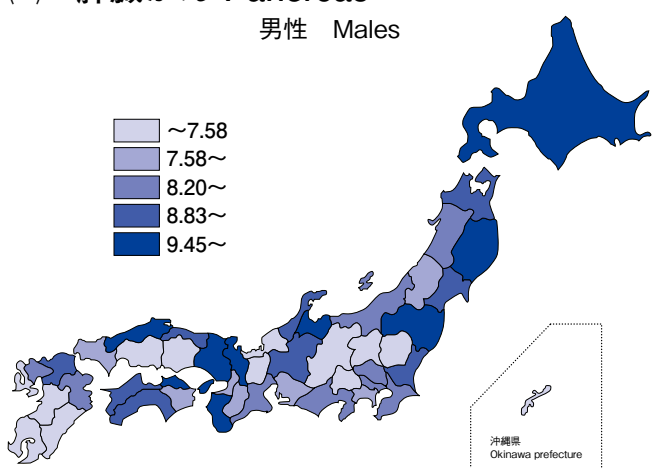 男性 Males
～7.58
7.58～
8.20～
8.83～
9.45～
沖縄県
Okinawa prefecture